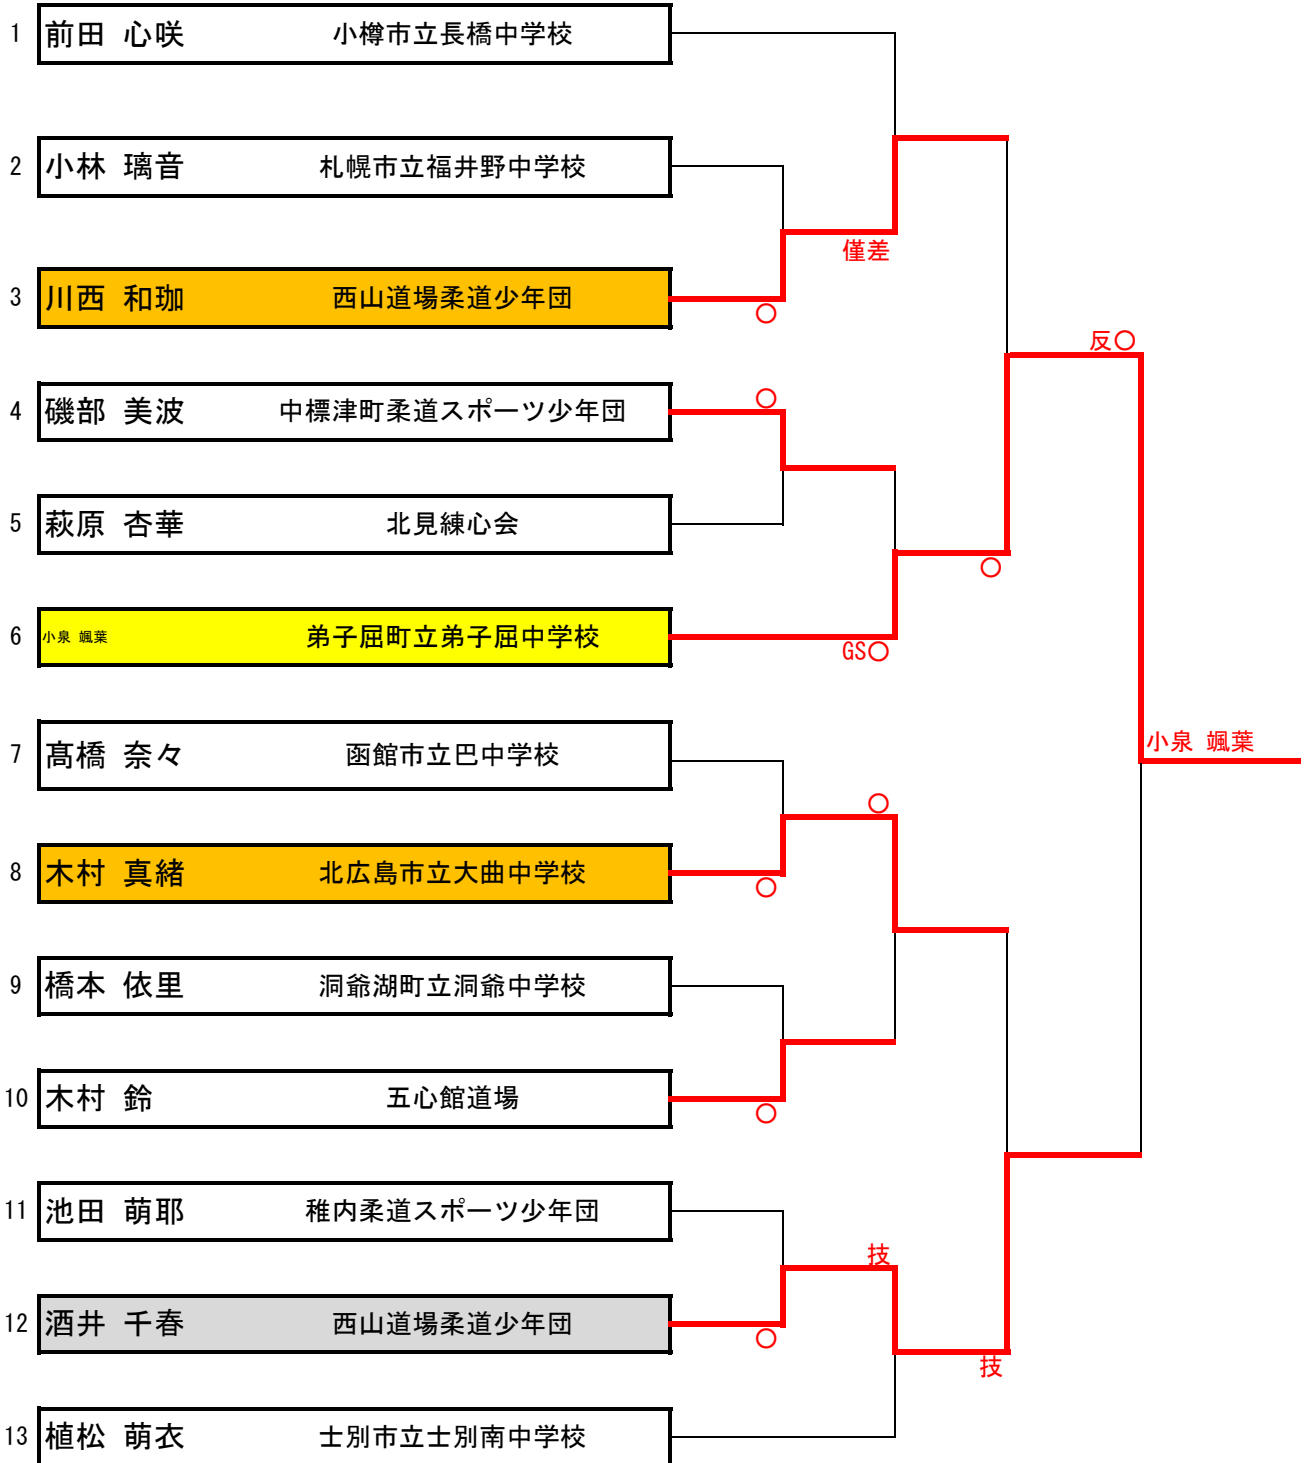 1 前田 心咲 小樽市立長橋中学校
2 小林 璃音 札幌市立福井野中学校
僅差
3 川西 和珈 西山道場柔道少年団
〇
反〇
4 磯部 美波 中標津町柔道スポーツ少年団
〇
5 萩原 杏華 北見練心会
〇
6 小泉 颯葉 弟子屈町立弟子屈中学校
GS〇
7 髙橋 奈々 函館市立巴中学校
小泉 颯葉
〇
8 木村 真緒 北広島市立大曲中学校
〇
9 橋本 依里 洞爺湖町立洞爺中学校
10 木村 鈴 五心館道場
〇
11 池田 萌耶 稚内柔道スポーツ少年団
技
12 酒井 千春 西山道場柔道少年団
〇
技
13 植松 萌衣 士別市立士別南中学校